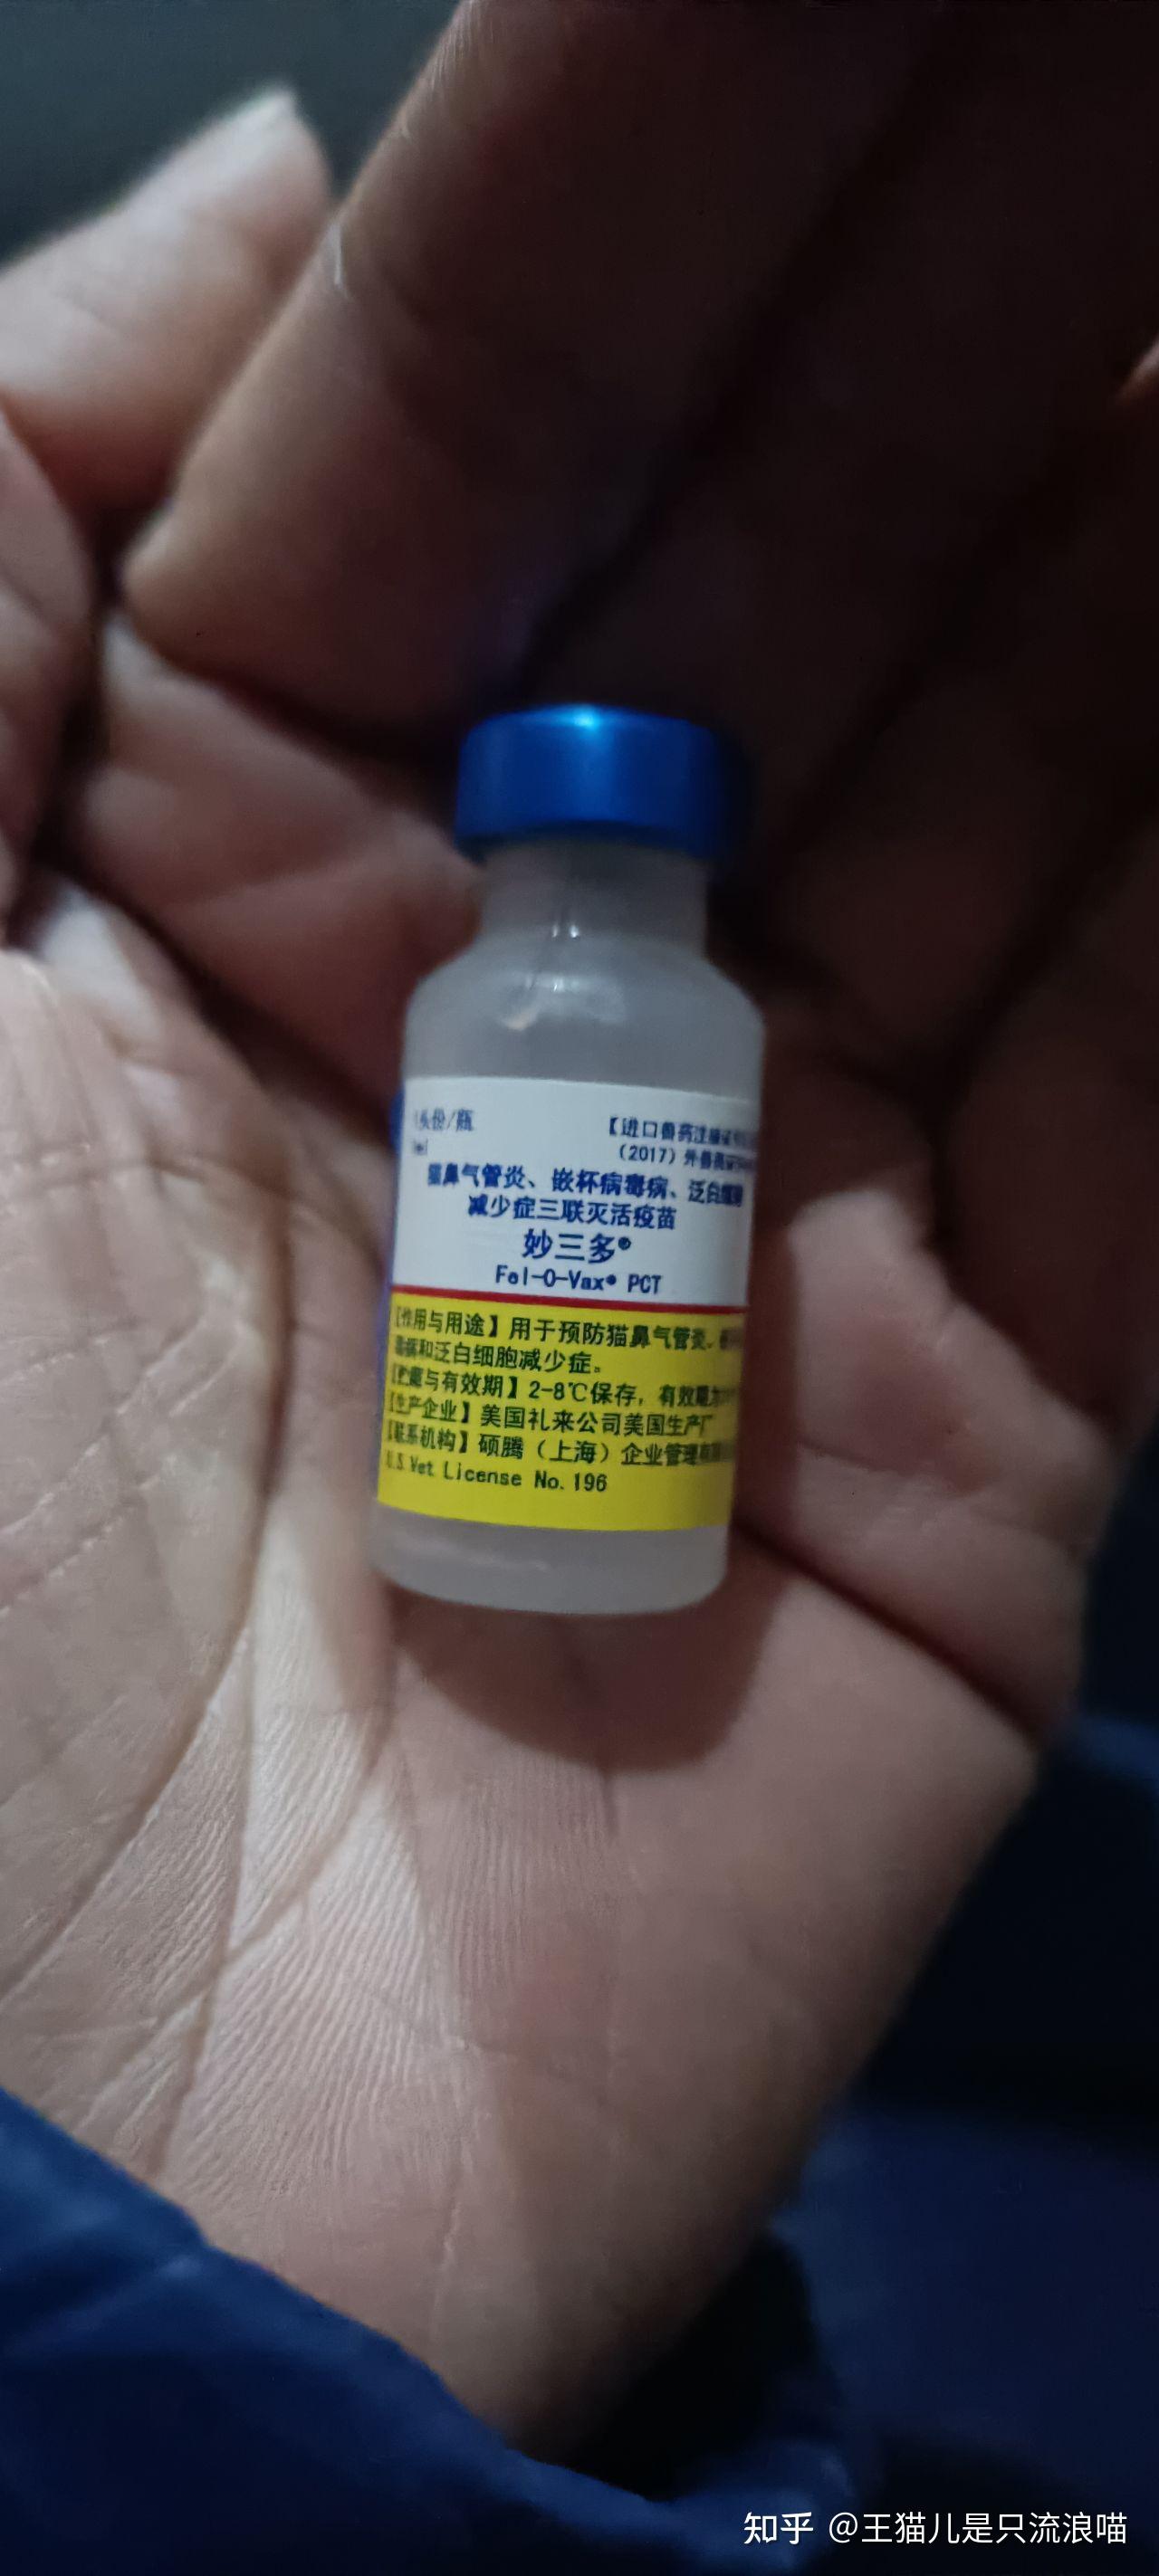 头份/瓶
【进口兽药注册证号
（2017）外兽药证字
猫鼻气管炎、嵌杯病毒病、泛白细胞
减少症三联灭活疫苗
妙三多®
Fel-O-Vax® PCT
【作用与用途】用于预防猫鼻气管炎、
毒病和泛白细胞减少症。
【贮藏与有效期】2-8℃保存，有效期为
【生产企业】美国礼来公司美国生产厂
【联系机构】硕腾（上海）企业管理有限
U.S.Vet License No.196
知乎 @王猫儿是只流浪喵